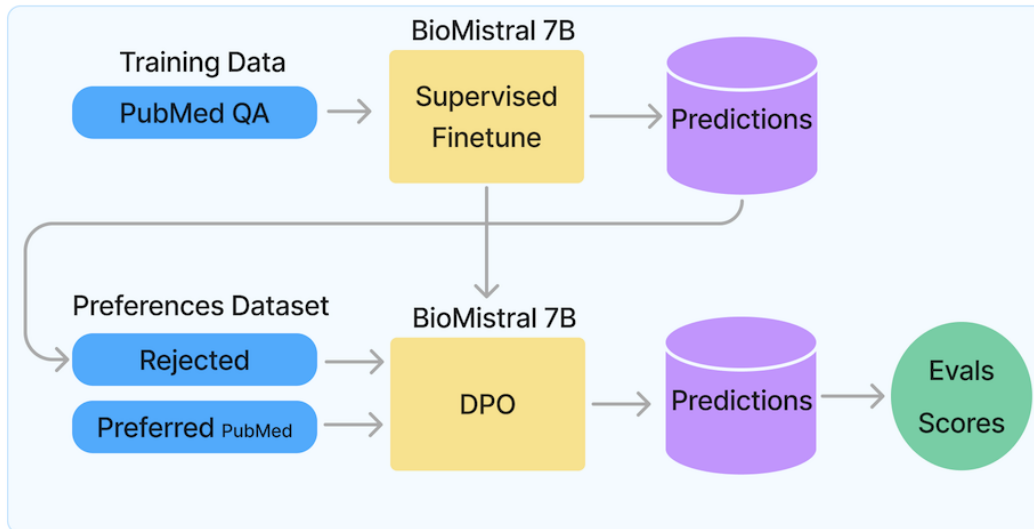 BioMistral 7B
Training Data
PubMed QA
Supervised
Finetune
Predictions
Preferences Dataset
Rejected
Preferred PubMed
BioMistral 7B
DPO
Predictions
Evals
Scores